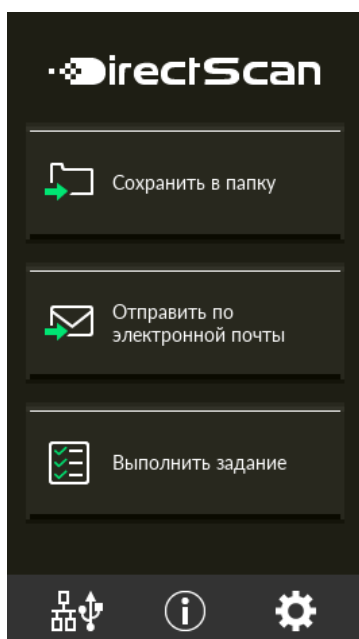 DirectScan
Сохранить в папку
Отправить по
электронной почты
Выполнить задание